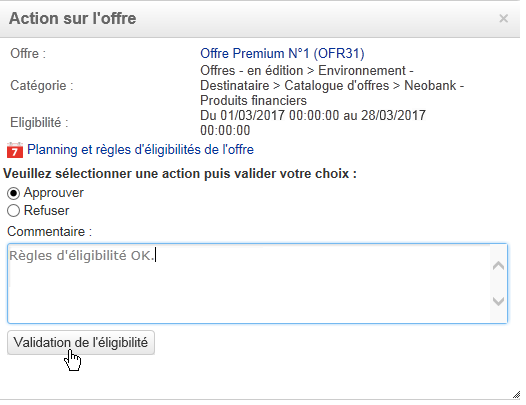 Action sur l'offre
Offre :
Offre Premium N°1 (OFR31)
Catégorie :
Offres - en édition > Environnement -
Destinataire > Catalogue d'offres > Neobank -
Produits financiers
Eligibilité :
Du 01/03/2017 00:00:00 au 28/03/2017
00:00:00
7 Planning et règles d'éligibilités de l'offre
Veuillez sélectionner une action puis valider votre choix :
Approuver
Refuser
Commentaire :
Règles d'éligibilité OK.
Validation de l'éligibilité